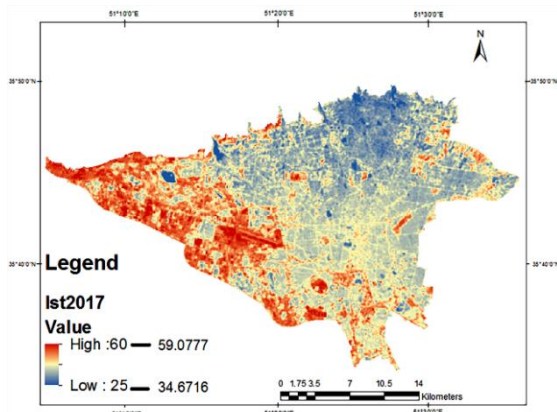 51°10'0"E 51°20'0"E 51°30'0"E
N
35°50'0"N 35°50'0"N
35°40'0"N 35°40'0"N
Legend
lst2017
Value
High : 60 — 59.0777
Low : 25 — 34.6716
0 1.75 3.5 7 10.5 14
Kilometers